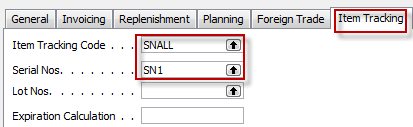 General Invoicing Replenishment Planning Foreign Trade Item Tracking
Item Tracking Code . . . SNALL
Serial Nos. . . . . . . . SN1
Lot Nos. . . . . . . . .
Expiration Calculation . .